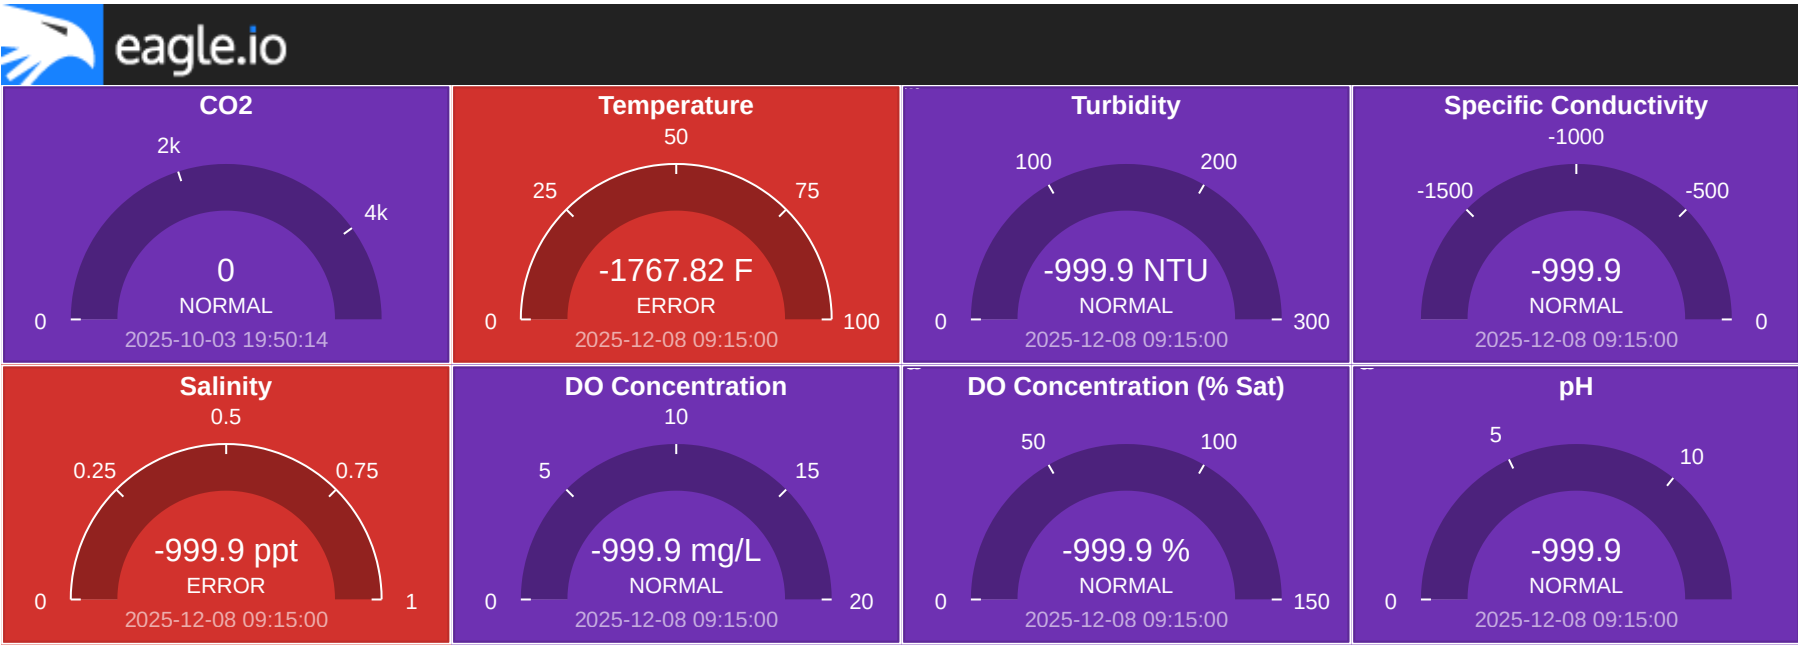 eagle.io
CO2
2k
4k
0
NORMAL
0
2025-10-03 19:50:14
Temperature
50
25
75
-1767.82 F
ERROR
0
100
2025-12-08 09:15:00
Turbidity
100
200
-999.9 NTU
NORMAL
0
300
2025-12-08 09:15:00
Specific Conductivity
-1000
-1500
-500
-999.9
NORMAL
0
2025-12-08 09:15:00
Salinity
0.5
0.25
0.75
-999.9 ppt
ERROR
0
1
2025-12-08 09:15:00
DO Concentration
10
5
15
-999.9 mg/L
NORMAL
0
20
2025-12-08 09:15:00
DO Concentration (% Sat)
50
100
-999.9 %
NORMAL
0
150
2025-12-08 09:15:00
pH
5
10
-999.9
NORMAL
0
2025-12-08 09:15:00